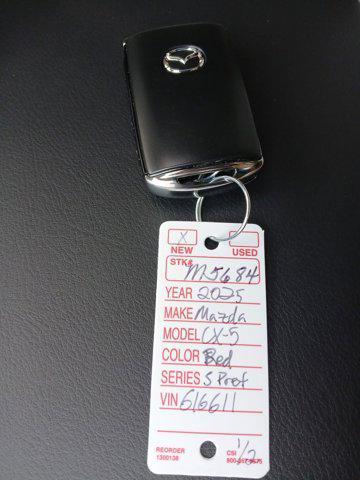 X
NEW USED
STK# M5684
YEAR 2025
MAKE Mazda
MODEL CX-5
COLOR Red
SERIES S Pref
VIN 616611
1/2
REORDER CSI
1300138